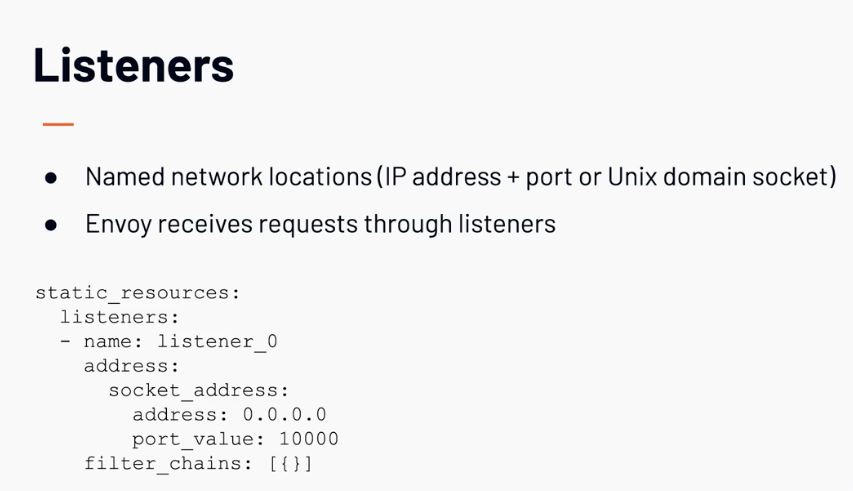 Listeners
● Named network locations (IP address + port or Unix domain socket)
● Envoy receives requests through listeners
static_resources:
  listeners:
  - name: listener_0
    address:
      socket_address:
        address: 0.0.0.0
        port_value: 10000
    filter_chains: [{}]